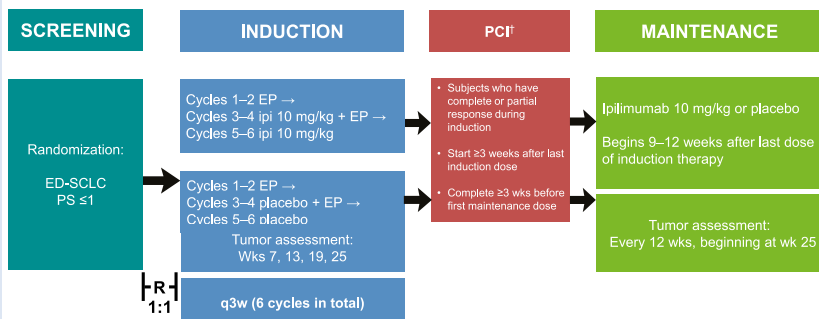 SCREENING
INDUCTION
PCI†
MAINTENANCE
Randomization:
ED-SCLC
PS ≤1
Cycles 1–2 EP →
Cycles 3–4 ipi 10 mg/kg + EP →
Cycles 5–6 ipi 10 mg/kg
Cycles 1–2 EP →
Cycles 3–4 placebo + EP →
Cycles 5–6 placebo
Tumor assessment:
Wks 7, 13, 19, 25
q3w (6 cycles in total)
R
1:1
• Subjects who have
complete or partial
response during
induction
• Start ≥3 weeks after last
induction dose
• Complete ≥3 wks before
first maintenance dose
Ipilimumab 10 mg/kg or placebo
Begins 9–12 weeks after last dose
of induction therapy
Tumor assessment:
Every 12 wks, beginning at wk 25